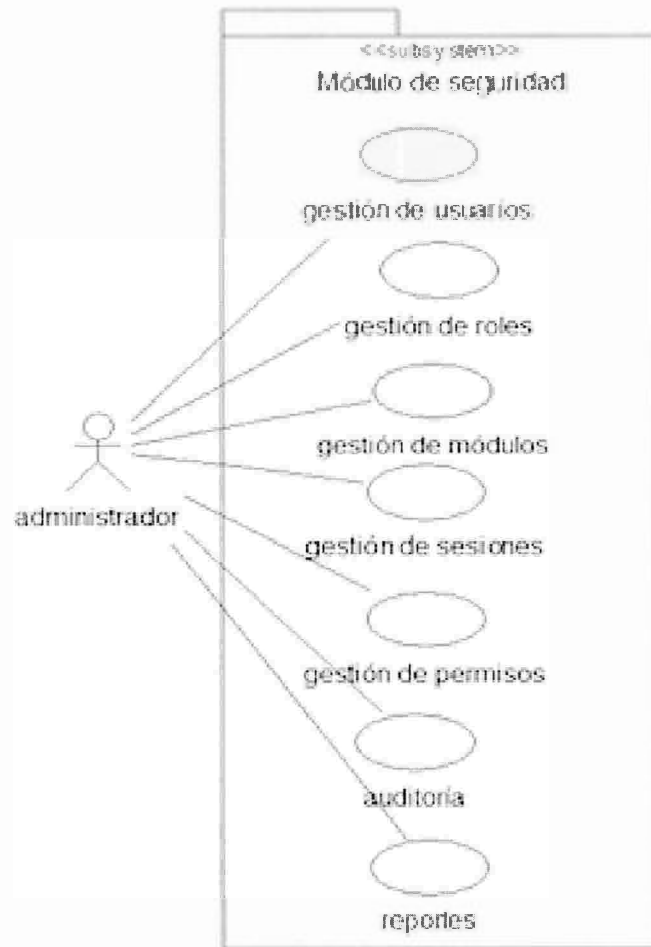 <<subsystem>>
Módulo de seguridad
gestión de usuarios
gestión de roles
gestión de módulos
gestión de sesiones
administrador
gestión de permisos
auditoría
reportes